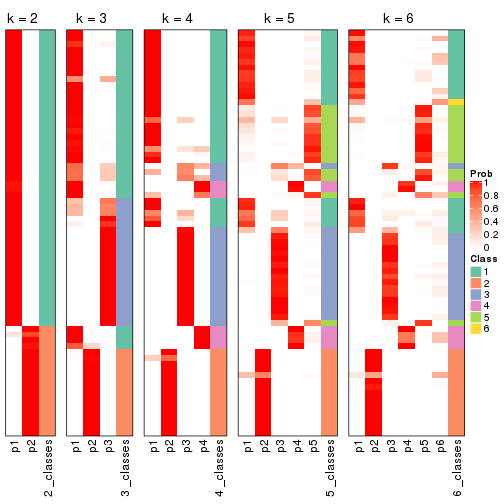 k = 2 k = 3 k = 4 k = 5 k = 6
Prob
1
0.8
0.6
0.4
0.2
0
Class
1
2
3
4
5
6
p1 p2 2_classes
p1 p2 p3 3_classes
p1 p2 p3 p4 4_classes
p1 p2 p3 p4 p5 5_classes
p1 p2 p3 p4 p5 p6 6_classes